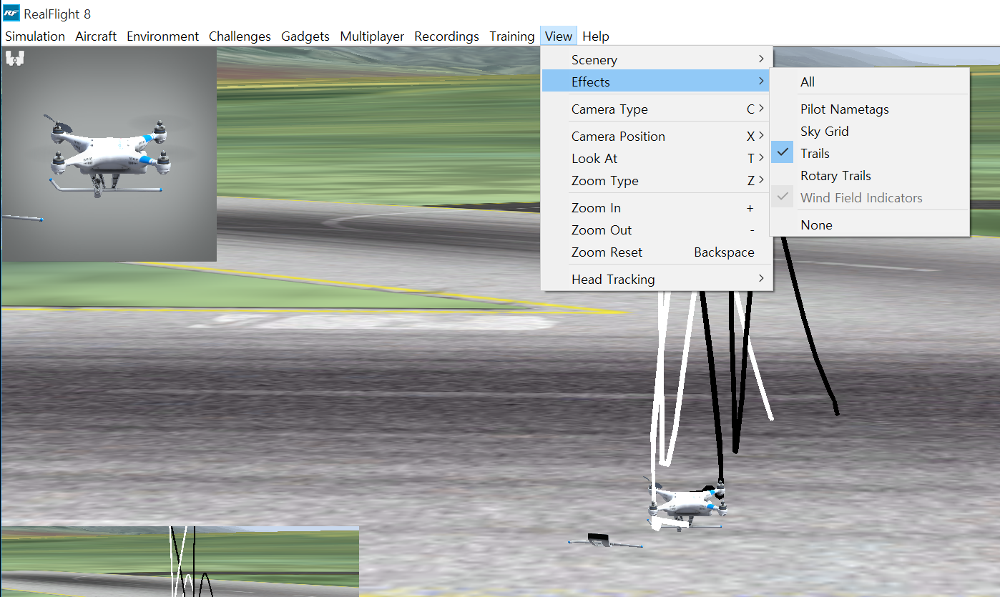 RF RealFlight 8
Simulation Aircraft Environment Challenges Gadgets Multiplayer Recordings Training View Help
Scenery
Effects
Camera Type C
Camera Position X
Look At T
Zoom Type Z
Zoom In +
Zoom Out -
Zoom Reset Backspace
Head Tracking
All
Pilot Nametags
Sky Grid
Trails
Rotary Trails
Wind Field Indicators
None